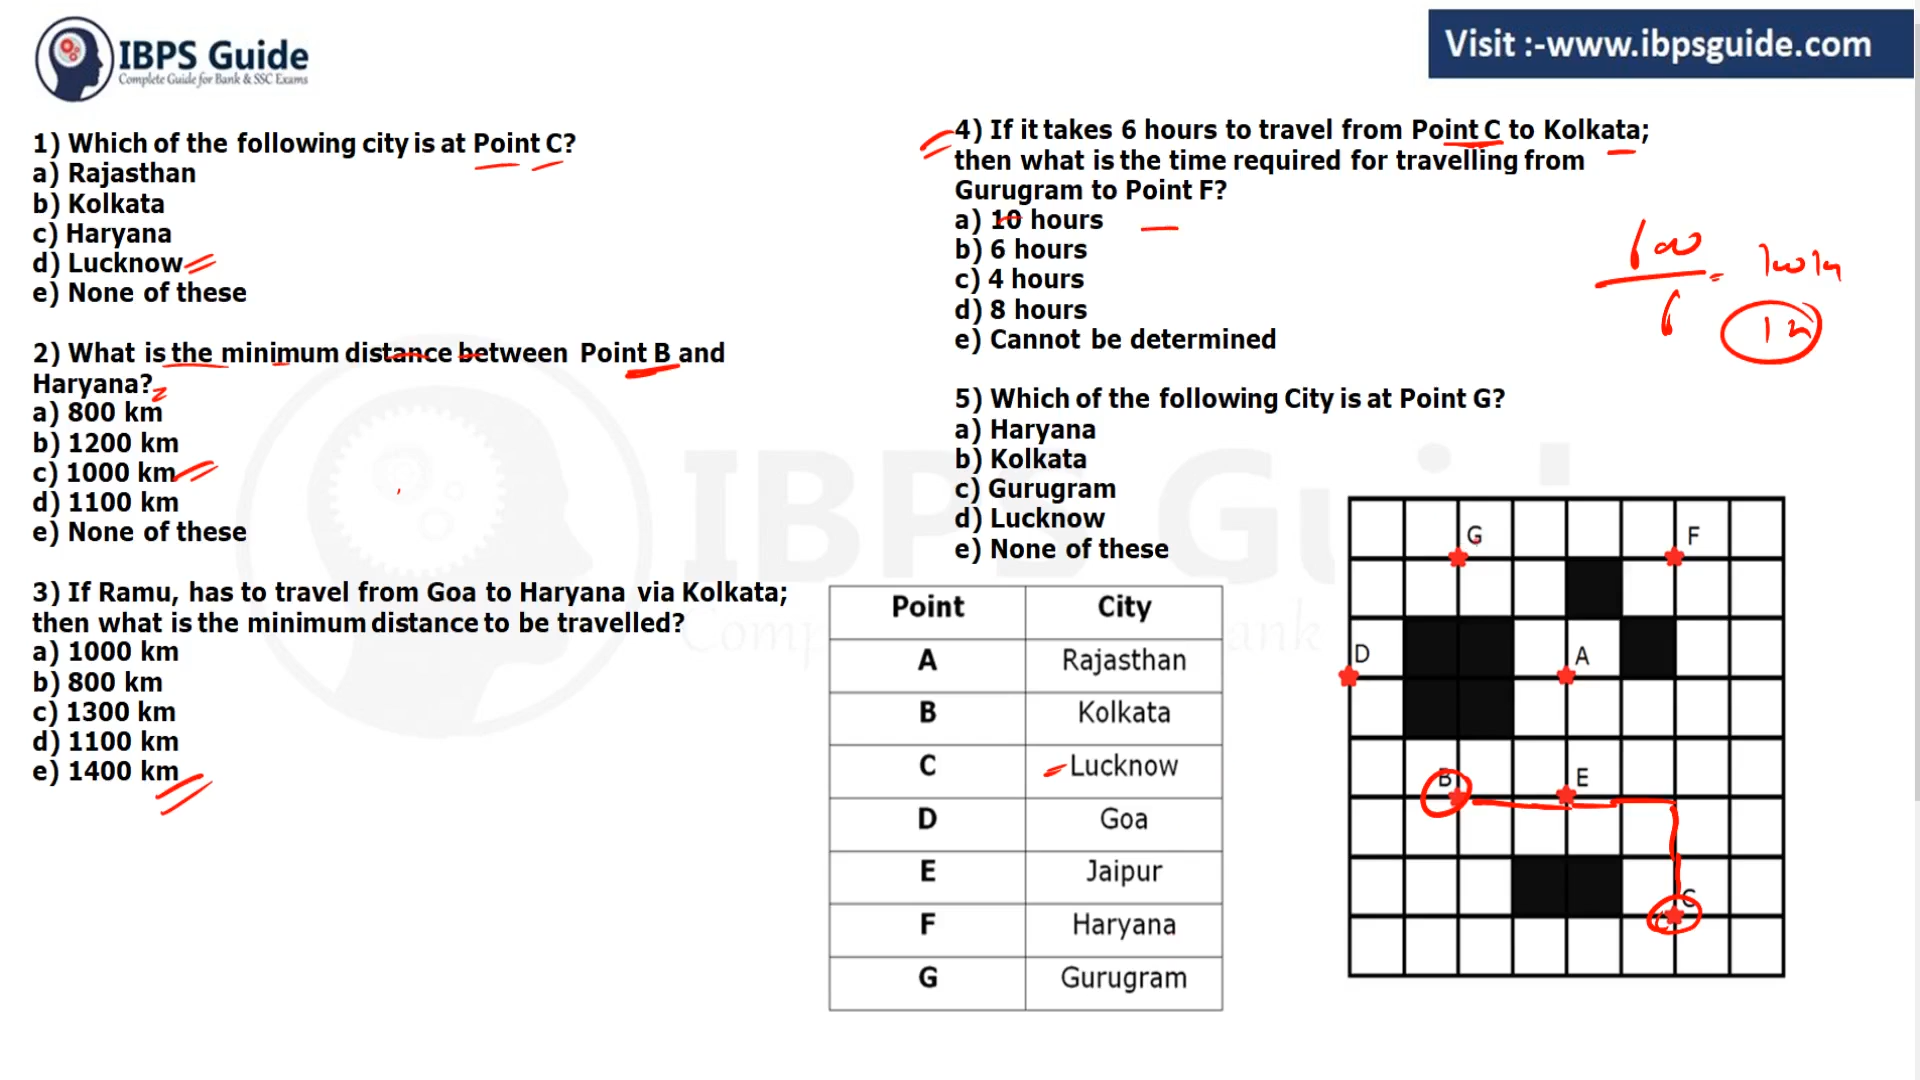 IBPS Guide
Complete Guide for Bank & SSC Exams
Visit :-www.ibpsguide.com
1) Which of the following city is at Point C?
a) Rajasthan
b) Kolkata
c) Haryana
d) Lucknow
e) None of these
2) What is the minimum distance between Point B and
Haryana?
a) 800 km
b) 1200 km
c) 1000 km
d) 1100 km
e) None of these
3) If Ramu, has to travel from Goa to Haryana via Kolkata;
then what is the minimum distance to be travelled?
a) 1000 km
b) 800 km
c) 1300 km
d) 1100 km
e) 1400 km
4) If it takes 6 hours to travel from Point C to Kolkata;
then what is the time required for travelling from
Gurugram to Point F?
a) 10 hours
b) 6 hours
c) 4 hours
d) 8 hours
e) Cannot be determined
5) Which of the following City is at Point G?
a) Haryana
b) Kolkata
c) Gurugram
d) Lucknow
e) None of these
Point City
A Rajasthan
B Kolkata
C Lucknow
D Goa
E Jaipur
F Haryana
G Gurugram
G F
D A
B E
C
IBPS Gui